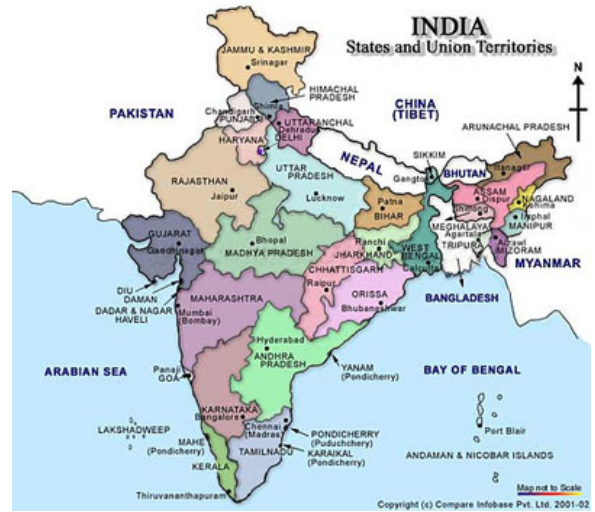 INDIA
States and Union Territories
N
JAMMU & KASHMIR
Srinagar
HIMACHAL
PRADESH
Shimla
PAKISTAN
Chandigarh
PUNJAB
CHINA
(TIBET)
UTTARANCHAL
Dehradun
HARYANA
DELHI
ARUNACHAL PRADESH
NEPAL
SIKKIM
Gangtok
BHUTAN
Itanagar
RAJASTHAN
Jaipur
UTTAR
PRADESH
Lucknow
ASSAM
Dispur
NAGALAND
Kohima
Patna
BIHAR
Shillong
MEGHALAYA
Imphal
MANIPUR
Agartala
TRIPURA
Aizawl
MIZORAM
GUJARAT
Gandhinagar
Bhopal
MADHYA PRADESH
Ranchi
JHARKHAND
WEST
BENGAL
Calcutta
MYANMAR
CHHATTISGARH
Raipur
BANGLADESH
DIU
DAMAN
DADAR & NAGAR
HAVELI
MAHARASHTRA
Mumbai
(Bombay)
ORISSA
Bhubaneshwar
Hyderabad
ANDHRA
PRADESH
YANAM
(Pondicherry)
ARABIAN SEA
BAY OF BENGAL
Panaji
GOA
KARNATAKA
Bangalore
Chennai
(Madras)
PONDICHERRY
(Puduchery)
LAKSHADWEEP
MAHE
(Pondicherry)
TAMILNADU
KARAIKAL
(Pondicherry)
KERALA
Port Blair
ANDAMAN & NICOBAR ISLANDS
Thiruvananthapuram
Map not to Scale
Copyright (c) Compare Infobase Pvt. Ltd. 2001-02